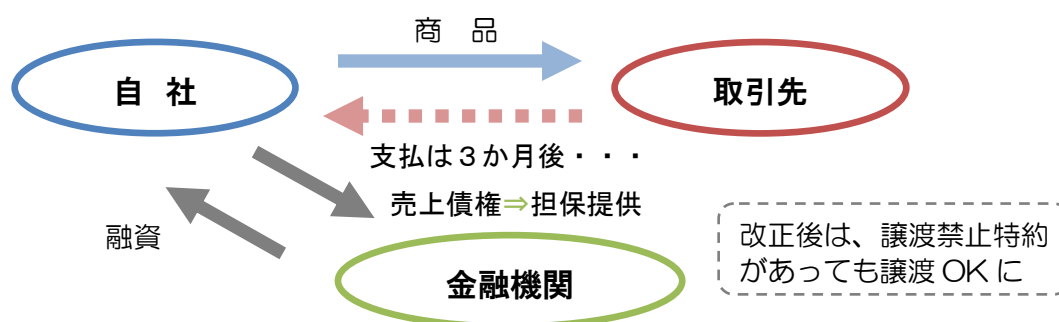 商　品
自　社
取引先
支払は３か月後・・・
売上債権⇒担保提供
融資
改正後は、譲渡禁止特約
があっても譲渡 OK に
金融機関